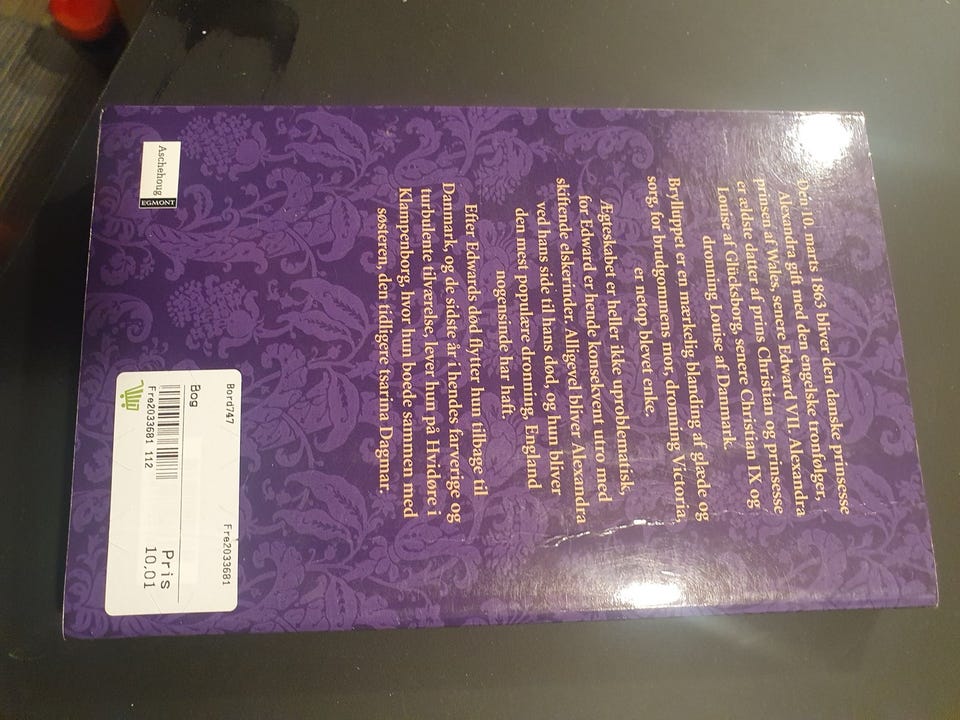 Den 10. marts 1863 bliver den danske prinsesse
Alexandra gift med den engelske tronfølger,
prinsen af Wales, senere Edward VII. Alexandra
er ældste datter af prins Christian og prinsesse
Louise af Glücksborg, senere Christian IX og
dronning Louise af Danmark.
Brylluppet er en mærkelig blanding af glæde og
sorg, for brudgommens mor, dronning Victoria,
er netop blevet enke.
Ægteskabet er heller ikke uproblematisk,
for Edward er hende konsekvent utro med
skiftende elskerinder. Alligevel bliver Alexandra
ved hans side til hans død, og hun bliver
den mest populære dronning, England
nogensinde har haft.
Efter Edwards død flytter hun tilbage til
Danmark, og de sidste år i hendes farverige og
turbulente tilværelse lever hun på Hvidøre i
Klampenborg, hvor hun boede sammen med
søsteren, den tidligere tsarina, Dagmar.
Aschehoug
EGMONT
Bord747
Fre2033681
Bog
Pris
10,01
Fre2033681 112